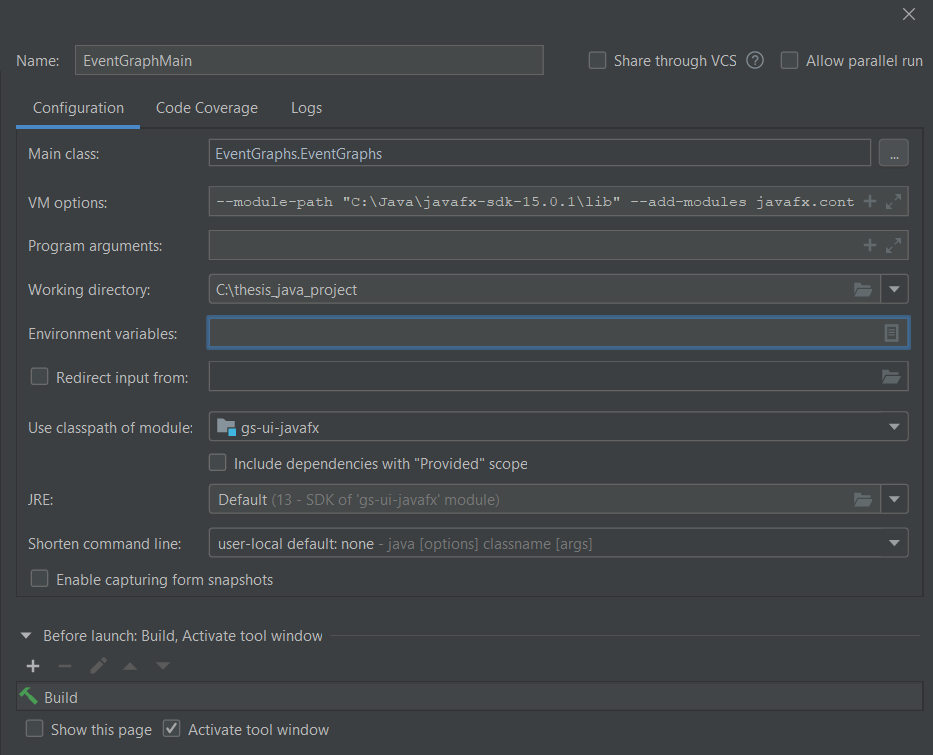 Name: EventGraphMain Share through VCS ? Allow parallel run
Configuration Code Coverage Logs
Main class: EventGraphs.EventGraphs ...
VM options: --module-path "C:\Java\javafx-sdk-15.0.1\lib" --add-modules javafx.cont
Program arguments:
Working directory: C:\thesis_java_project
Environment variables:
Redirect input from:
Use classpath of module: gs-ui-javafx
Include dependencies with "Provided" scope
JRE: Default (13 - SDK of 'gs-ui-javafx' module)
Shorten command line: user-local default: none - java [options] classname [args]
Enable capturing form snapshots
Before launch: Build, Activate tool window
Build
Show this page Activate tool window